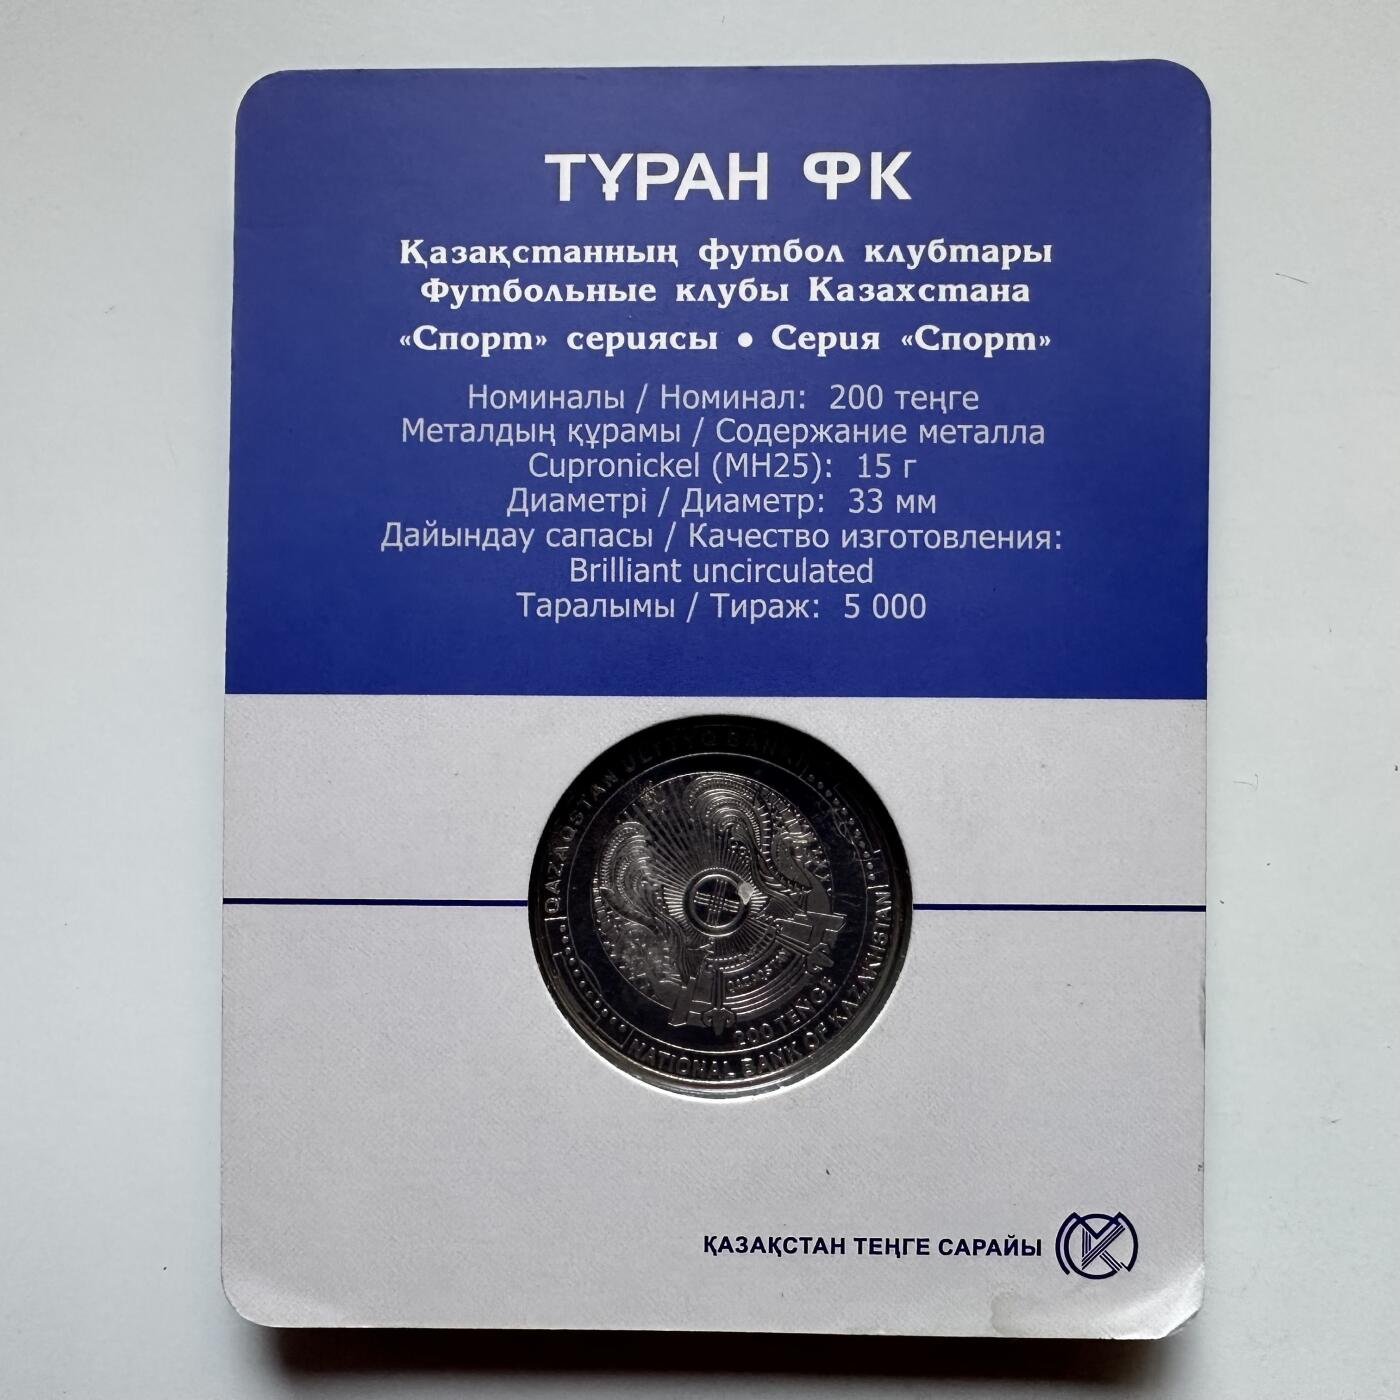 ТҰРАН ФК
Қазақстанның футбол клубтары
Футбольные клубы Казахстана
«Спорт» сериясы • Серия «Спорт»
Номиналы / Номинал: 200 теңге
Металдың құрамы / Содержание металла
Cupronickel (МН25): 15 г
Диаметрі / Диаметр: 33 мм
Дайындау сапасы / Качество изготовления:
Brilliant uncirculated
Таралымы / Тираж: 5 000
QAZAQSTAN ULTTYQ BANKI
QAZAQSTAN
200 TEŃGE
NATIONAL BANK OF KAZAKHSTAN
ҚАЗАҚСТАН ТЕҢГЕ САРАЙЫ